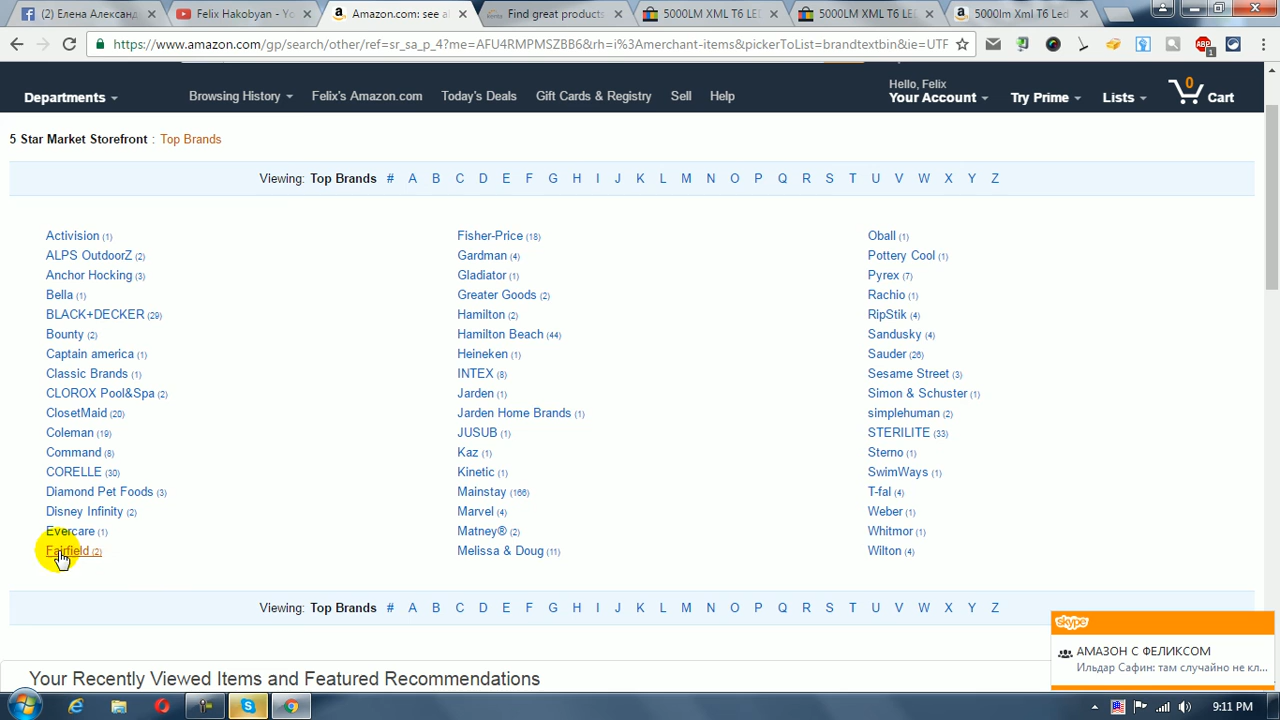 (2) Елена Александ
Felix Hakobyan - Yo
Amazon.com: see al
Find great products
5000LM XML T6 LE
5000LM XML T6 LE
5000lm Xml T6 Led
https://www.amazon.com/gp/search/other/ref=sr_sa_p_4?me=AFU4RMPMSZBB6&rh=i%3Amerchant-items&pickerToList=brandtextbin&ie=UTF
ABP 1
Departments
Browsing History
Felix's Amazon.com
Today's Deals
Gift Cards & Registry
Sell
Help
Hello, Felix
Your Account
Try Prime
Lists
0
Cart
5 Star Market Storefront : Top Brands
Viewing: Top Brands # A B C D E F G H I J K L M N O P Q R S T U V W X Y Z
Activision (1)
ALPS OutdoorZ (2)
Anchor Hocking (3)
Bella (1)
BLACK+DECKER (29)
Bounty (2)
Captain america (1)
Classic Brands (1)
CLOROX Pool&Spa (2)
ClosetMaid (20)
Coleman (19)
Command (8)
CORELLE (30)
Diamond Pet Foods (3)
Disney Infinity (2)
Evercare (1)
Fairfield (2)
Fisher-Price (18)
Gardman (4)
Gladiator (1)
Greater Goods (2)
Hamilton (2)
Hamilton Beach (44)
Heineken (1)
INTEX (8)
Jarden (1)
Jarden Home Brands (1)
JUSUB (1)
Kaz (1)
Kinetic (1)
Mainstay (166)
Marvel (4)
Matney® (2)
Melissa & Doug (11)
Oball (1)
Pottery Cool (1)
Pyrex (7)
Rachio (1)
RipStik (4)
Sandusky (4)
Sauder (26)
Sesame Street (3)
Simon & Schuster (1)
simplehuman (2)
STERILITE (33)
Sterno (1)
SwimWays (1)
T-fal (4)
Weber (1)
Whitmor (1)
Wilton (4)
Viewing: Top Brands # A B C D E F G H I J K L M N O P Q R S T U V W X Y Z
Your Recently Viewed Items and Featured Recommendations
skype
АМАЗОН С ФЕЛИКСОМ
Ильдар Сафин: там случайно не кл...
9:11 PM